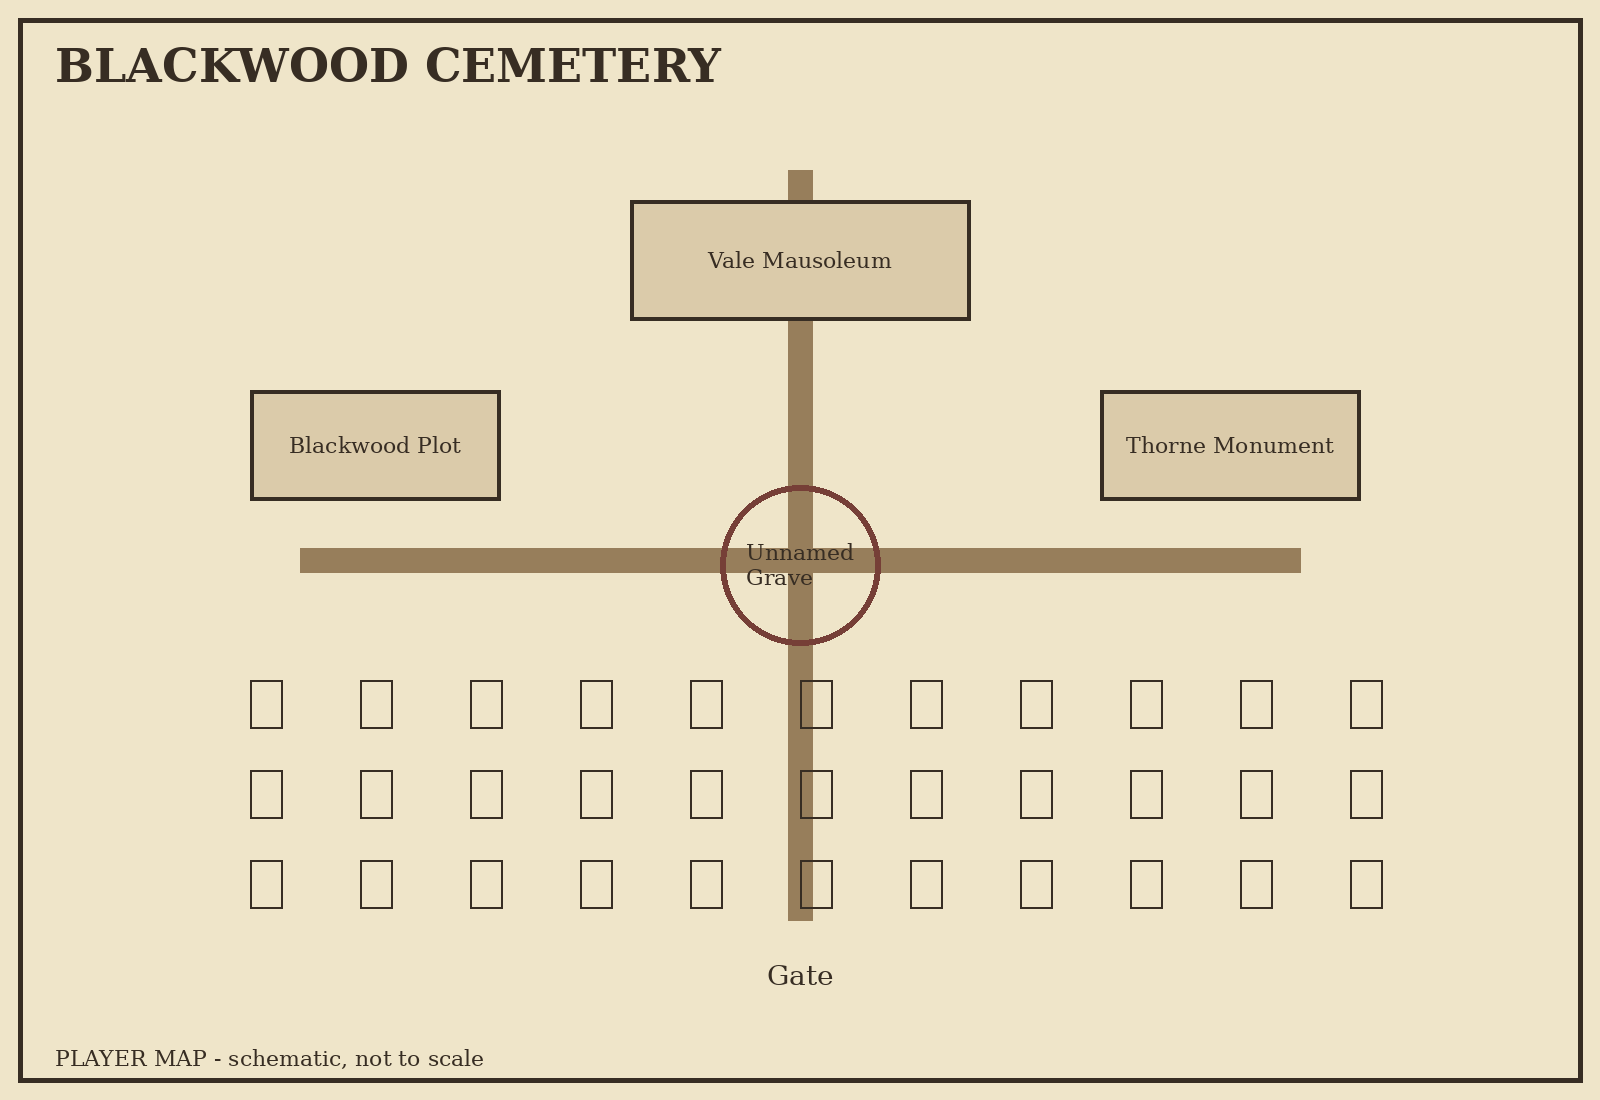 BLACKWOOD CEMETERY
Vale Mausoleum
Blackwood Plot
Thorne Monument
Unnamed
Grave
Gate
PLAYER MAP - schematic, not to scale